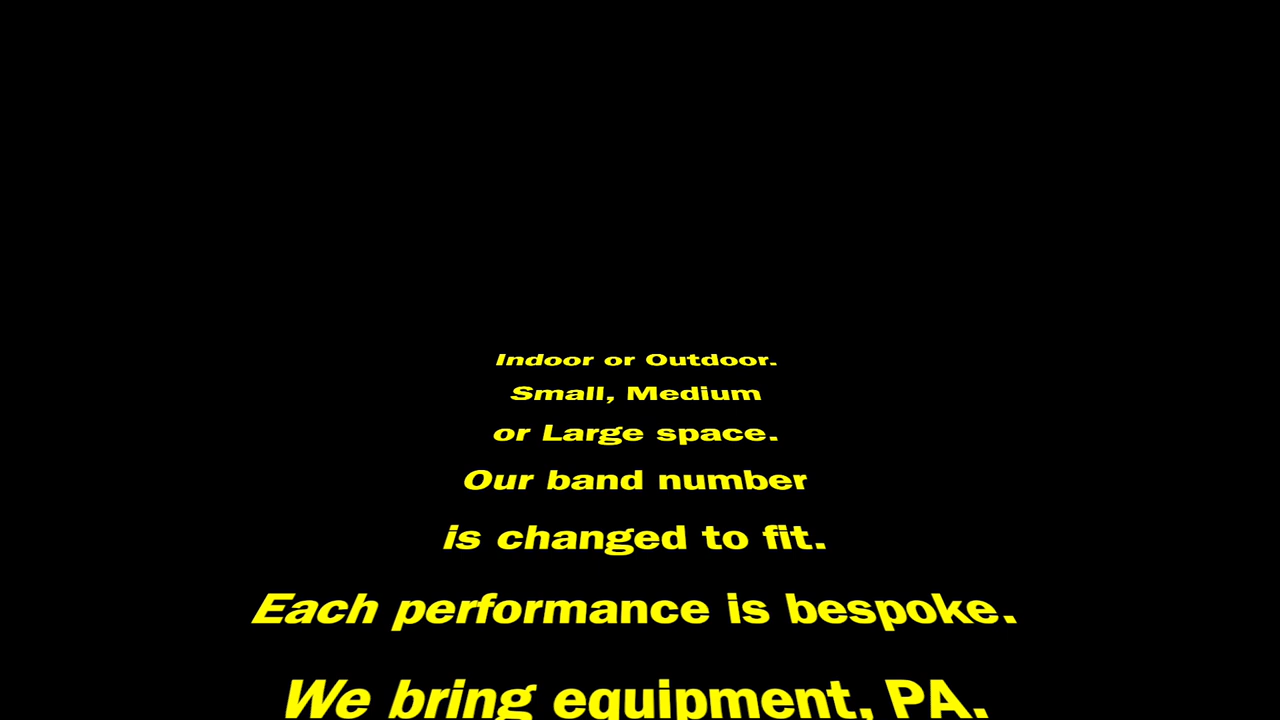 Indoor or Outdoor.
Small, Medium
or Large space.
Our band number
is changed to fit.
Each performance is bespoke.
We bring equipment, PA.